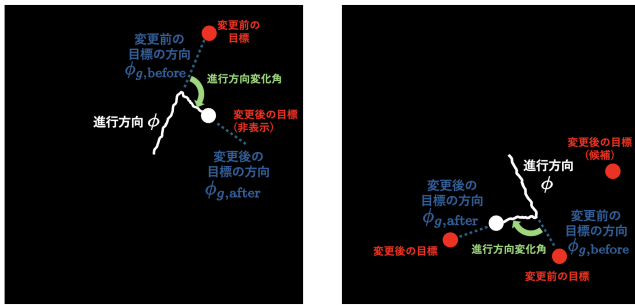 変更前の
目標
変更前の
目標の方向
ϕg,before
進行方向変化角
進行方向 ϕ
変更後の目標
(非表示)
変更後の
目標の方向
ϕg,after
変更後の目標
(候補)
進行方向
ϕ
変更後の
目標の方向
ϕg,after
変更前の
目標の方向
ϕg,before
変更後の目標
進行方向変化角
変更前の目標